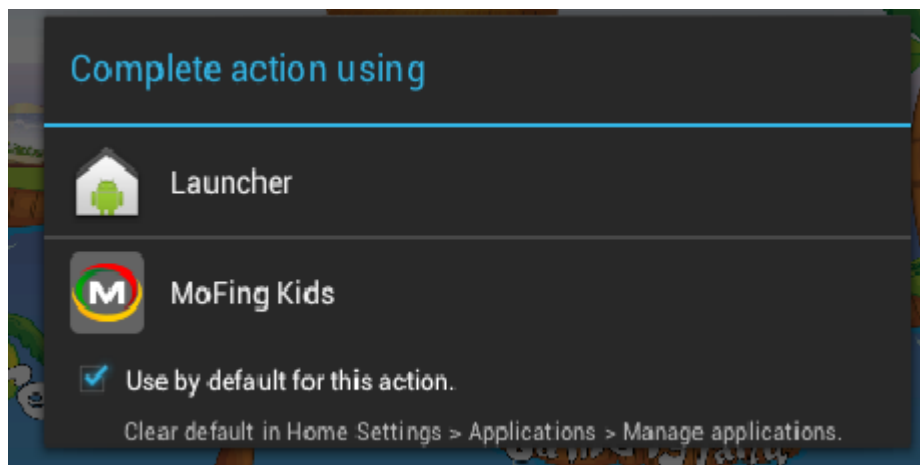 Complete action using
Launcher
M
MoFing Kids
Use by default for this action.
Clear default in Home Settings > Applications > Manage applications.